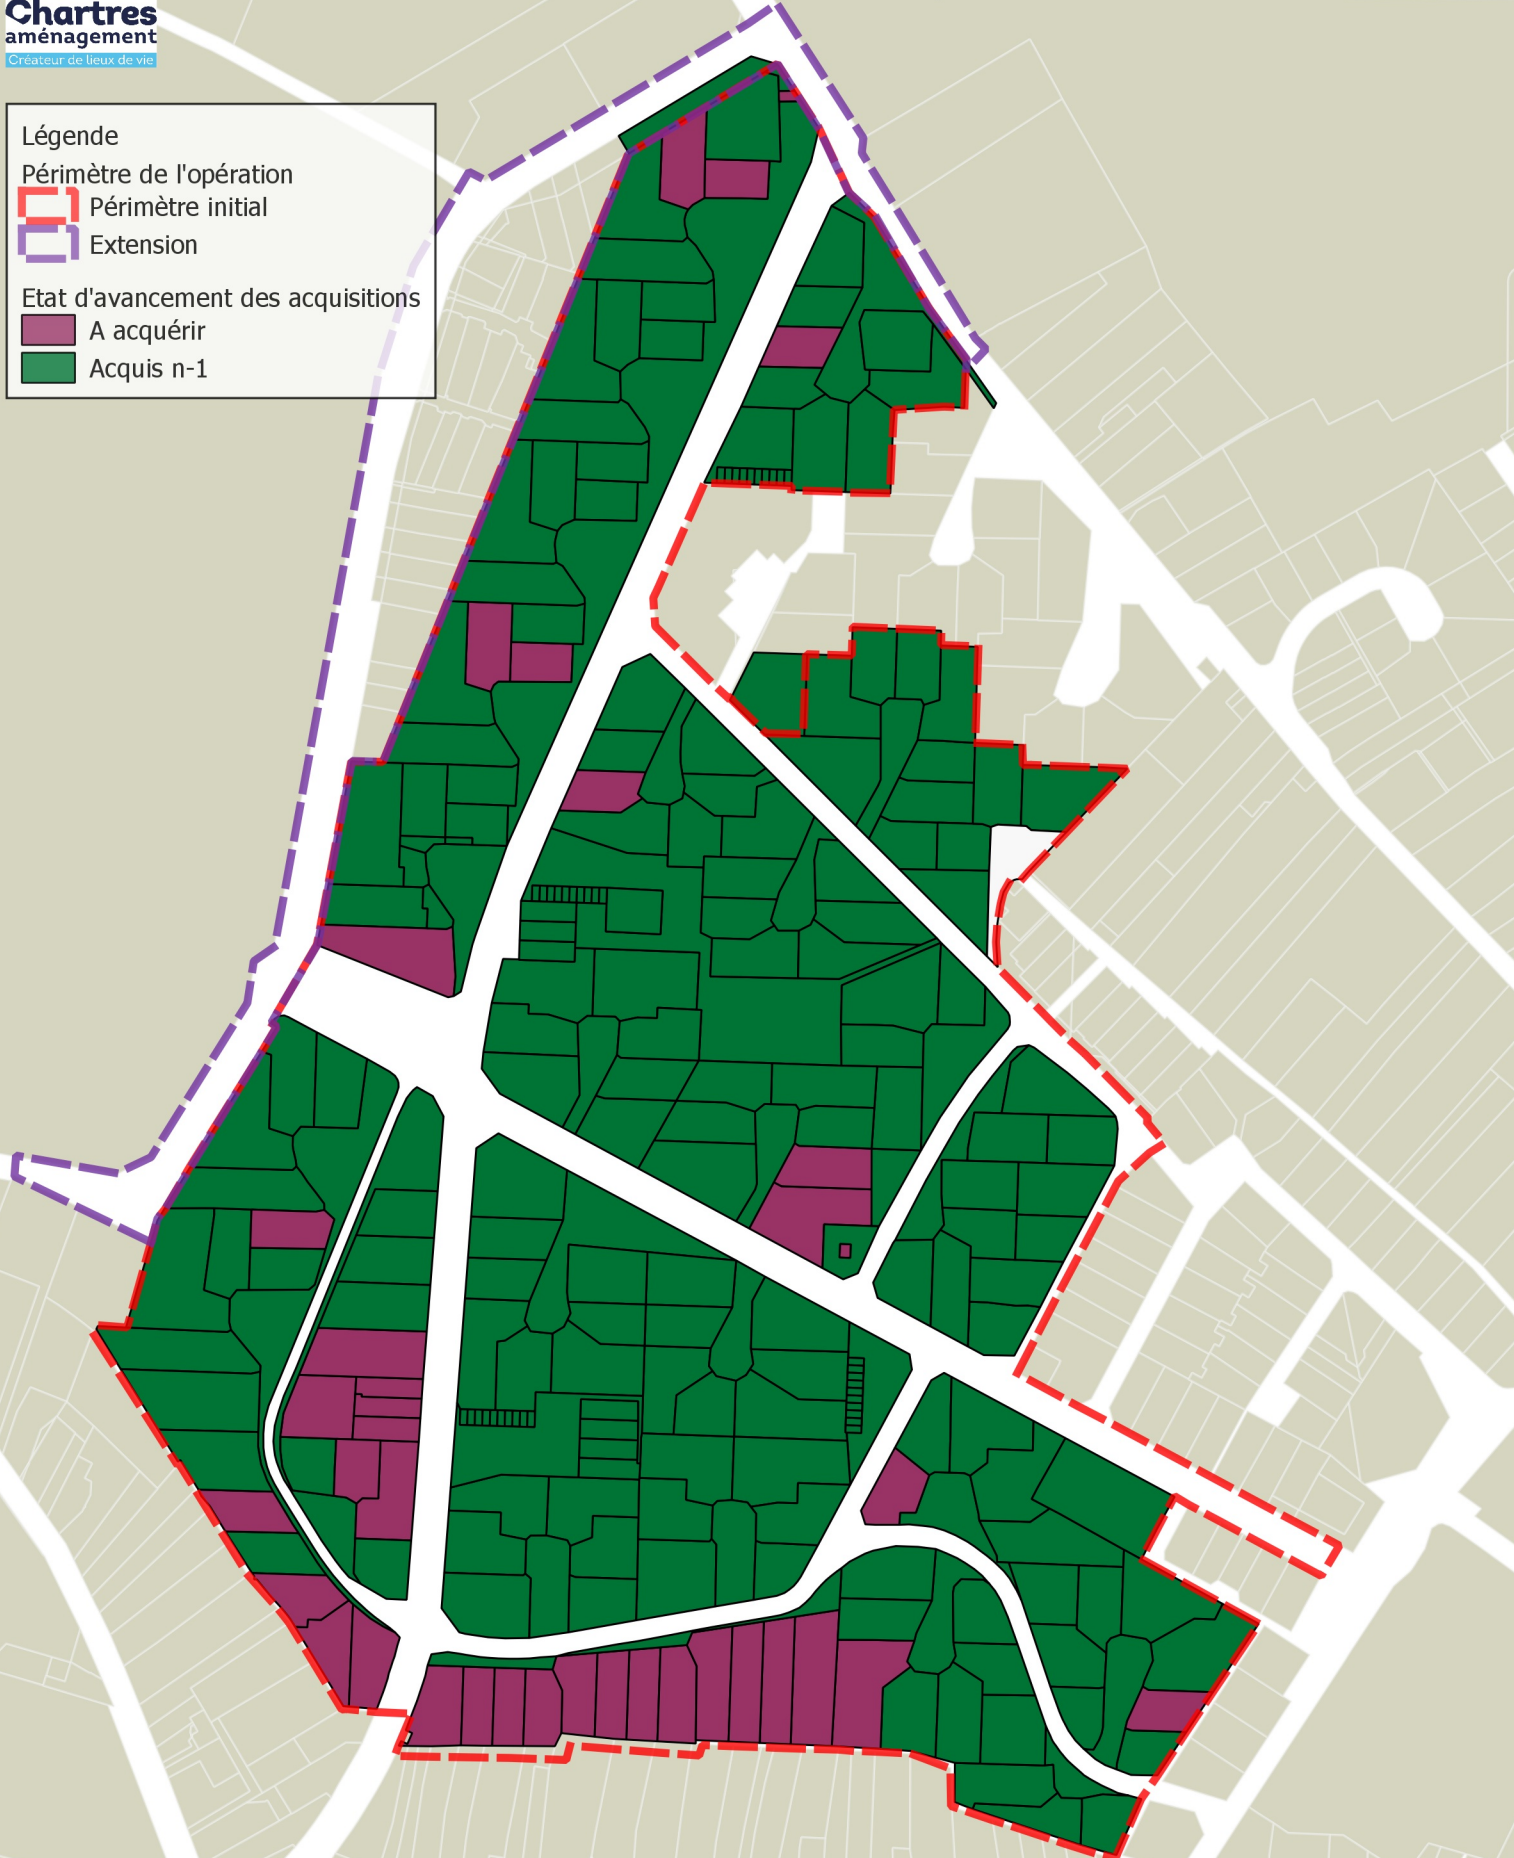 Chartres
aménagement
Créateur de lieux de vie
Légende
Périmètre de l'opération
Périmètre initial
Extension
Etat d'avancement des acquisitions
A acquérir
Acquis n-1